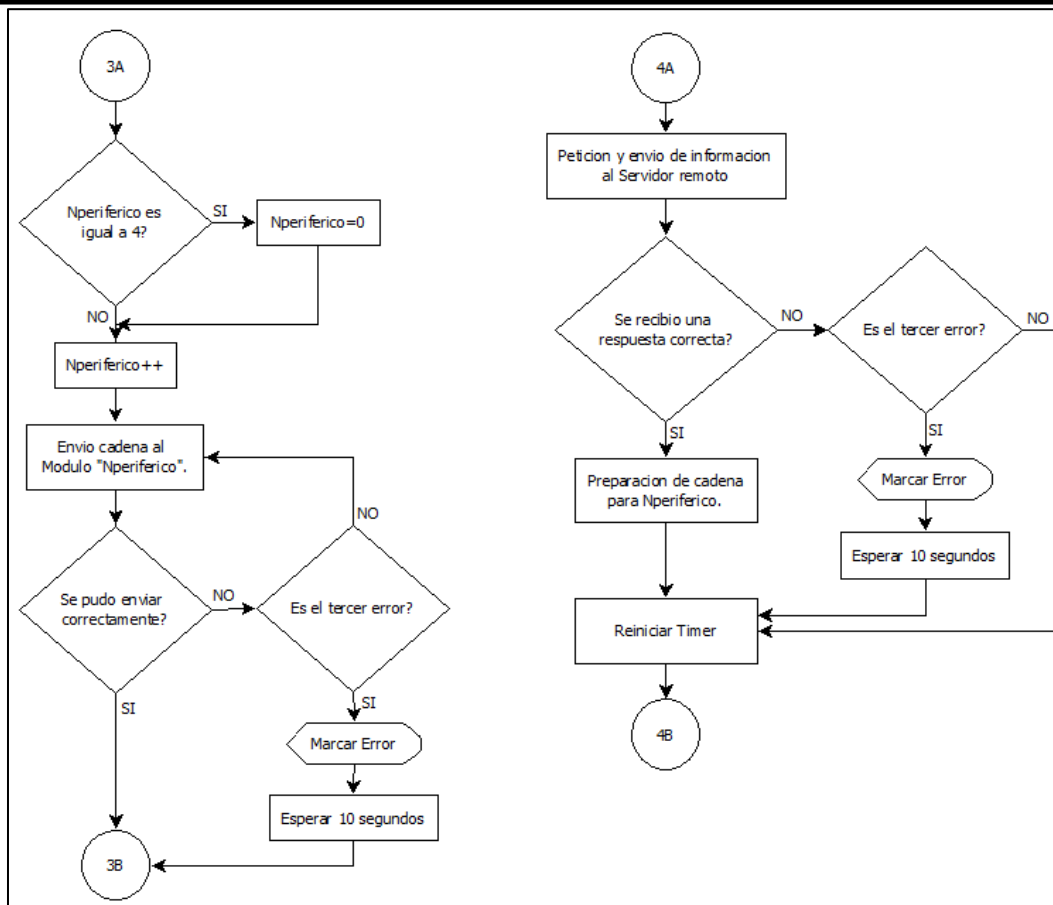 3A
Nperiferico es
igual a 4?
SI
Nperiferico=0
NO
Nperiferico++
Envio cadena al
Modulo "Nperiferico".
NO
Se pudo enviar
correctamente?
NO
Es el tercer error?
SI
SI
Marcar Error
Esperar 10 segundos
3B
4A
Peticion y envio de informacion
al Servidor remoto
Se recibio una
respuesta correcta?
NO
Es el tercer error?
NO
SI
SI
Preparacion de cadena
para Nperiferico.
Marcar Error
Esperar 10 segundos
Reiniciar Timer
4B